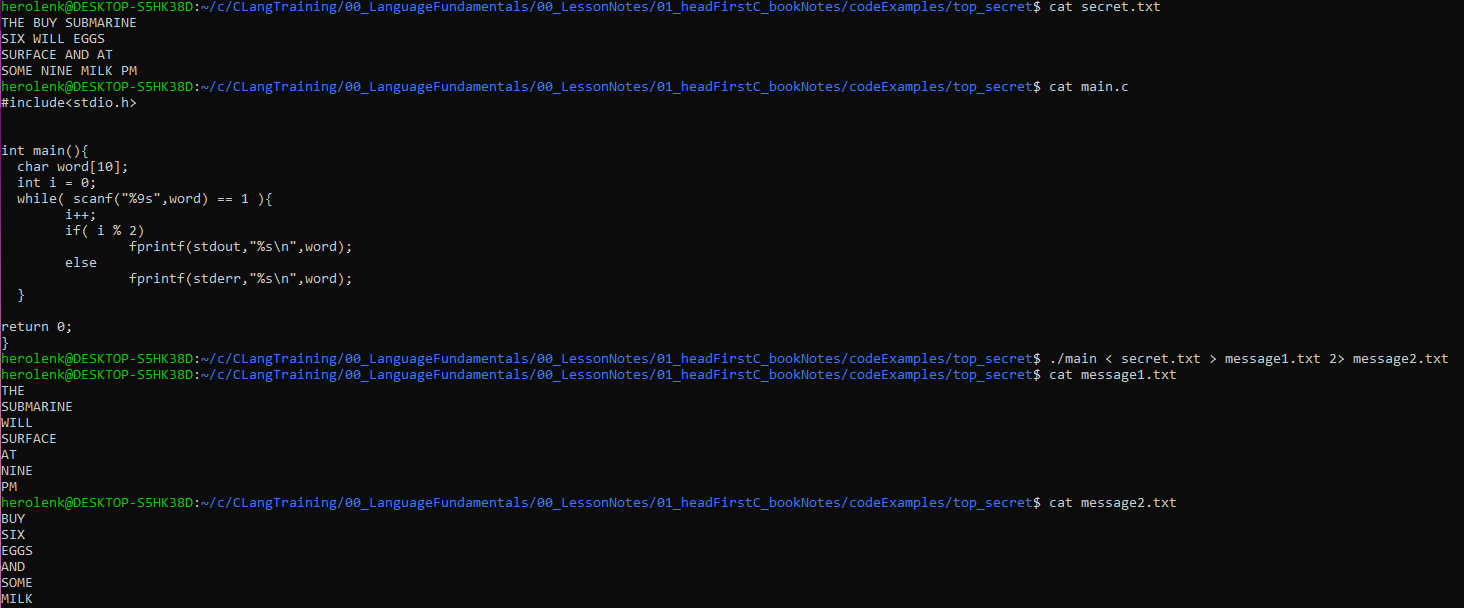 herolenk@DESKTOP-S5HK38D:~/c/CLangTraining/00_LanguageFundamentals/00_LessonNotes/01_headFirstC_bookNotes/codeExamples/top_secret$ cat secret.txt
THE BUY SUBMARINE
SIX WILL EGGS
SURFACE AND AT
SOME NINE MILK PM
herolenk@DESKTOP-S5HK38D:~/c/CLangTraining/00_LanguageFundamentals/00_LessonNotes/01_headFirstC_bookNotes/codeExamples/top_secret$ cat main.c
#include<stdio.h>
int main(){
  char word[10];
  int i = 0;
  while( scanf("%9s",word) == 1 ){
        i++;
        if( i % 2)
                fprintf(stdout,"%s\n",word);
        else
                fprintf(stderr,"%s\n",word);
  }
return 0;
}
herolenk@DESKTOP-S5HK38D:~/c/CLangTraining/00_LanguageFundamentals/00_LessonNotes/01_headFirstC_bookNotes/codeExamples/top_secret$ ./main < secret.txt > message1.txt 2> message2.txt
herolenk@DESKTOP-S5HK38D:~/c/CLangTraining/00_LanguageFundamentals/00_LessonNotes/01_headFirstC_bookNotes/codeExamples/top_secret$ cat message1.txt
THE
SUBMARINE
WILL
SURFACE
AT
NINE
PM
herolenk@DESKTOP-S5HK38D:~/c/CLangTraining/00_LanguageFundamentals/00_LessonNotes/01_headFirstC_bookNotes/codeExamples/top_secret$ cat message2.txt
BUY
SIX
EGGS
AND
SOME
MILK